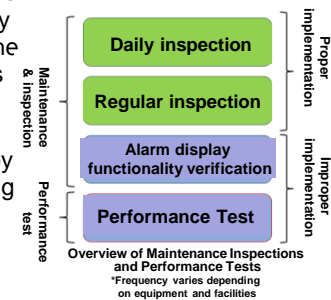 Daily inspection
Regular inspection
Alarm display
functionality verification
Performance Test
Maintenance
& inspection
Performance
test
Proper
implementation
Improper
implementation
Overview of Maintenance Inspections
and Performance Tests
*Frequency varies depending
on equipment and facilities